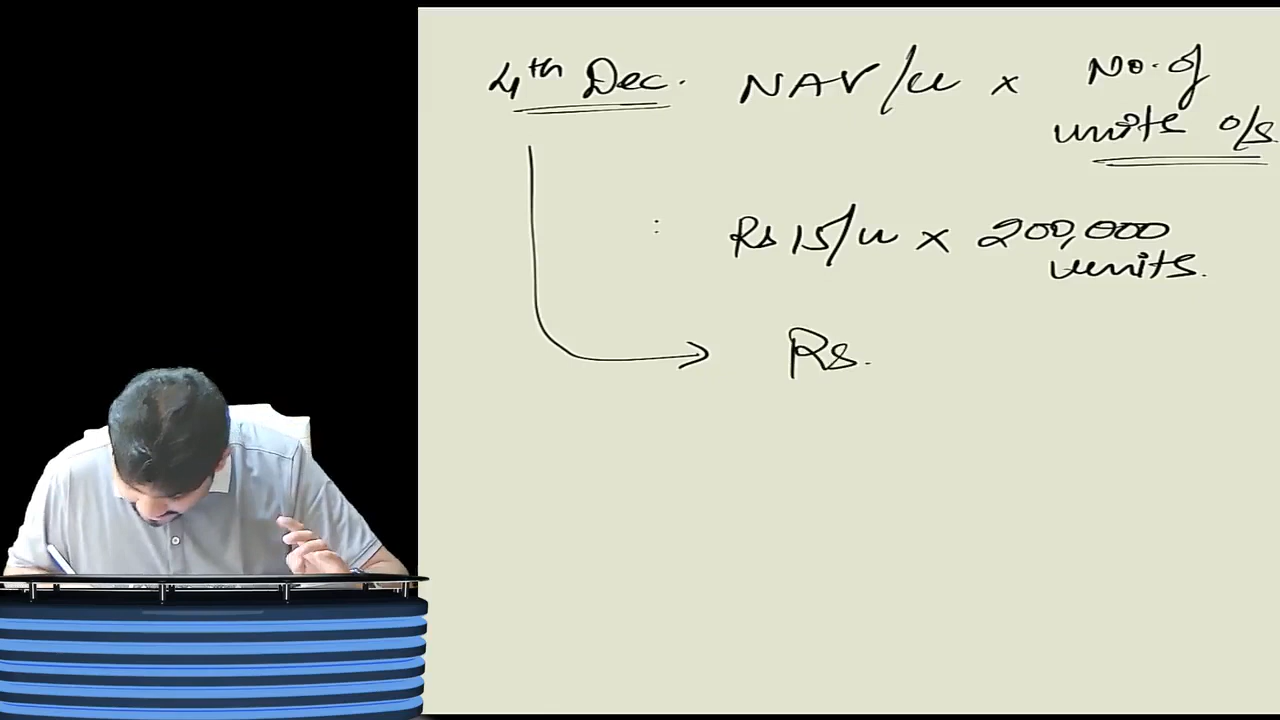 4th Dec. NAV/u x No. of
units o/s.
: Rs 15/u x 200,000
units.
Rs.